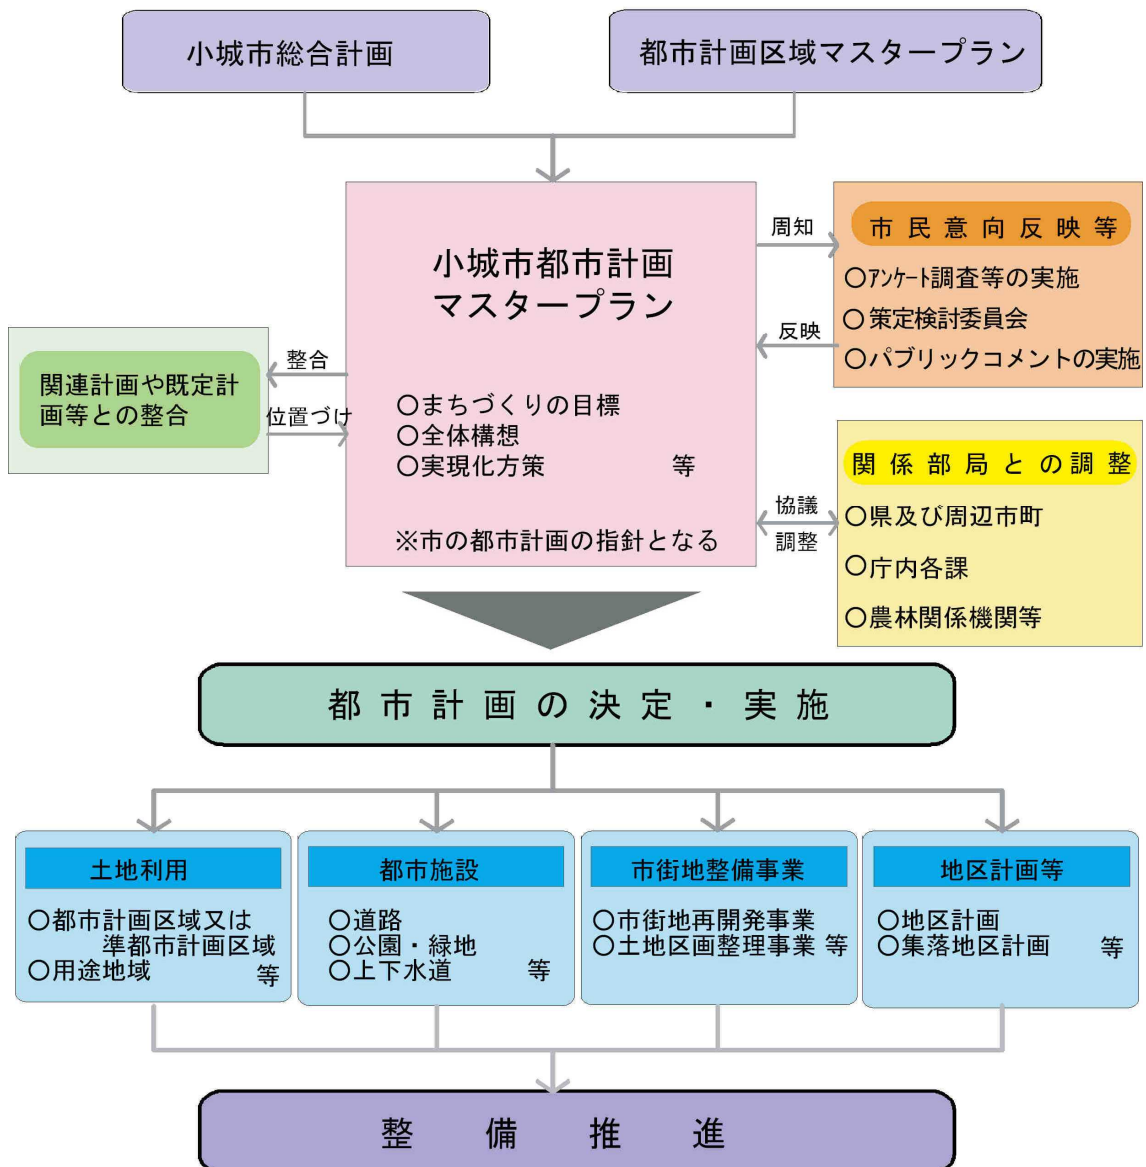 小城市総合計画
都市計画区域マスタープラン
小城市都市計画
マスタープラン
○まちづくりの目標
○全体構想
○実現化方策 等
※市の都市計画の指針となる
周知
反映
市民意向反映等
○アンケート調査等の実施
○策定検討委員会
○パブリックコメントの実施
整合
位置づけ
関連計画や既定計
画等との整合
協議
調整
関係部局との調整
○県及び周辺市町
○庁内各課
○農林関係機関等
都市計画の決定・実施
土地利用
○都市計画区域又は
準都市計画区域
○用途地域 等
都市施設
○道路
○公園・緑地
○上下水道 等
市街地整備事業
○市街地再開発事業
○土地区画整理事業 等
地区計画等
○地区計画
○集落地区計画 等
整備推進